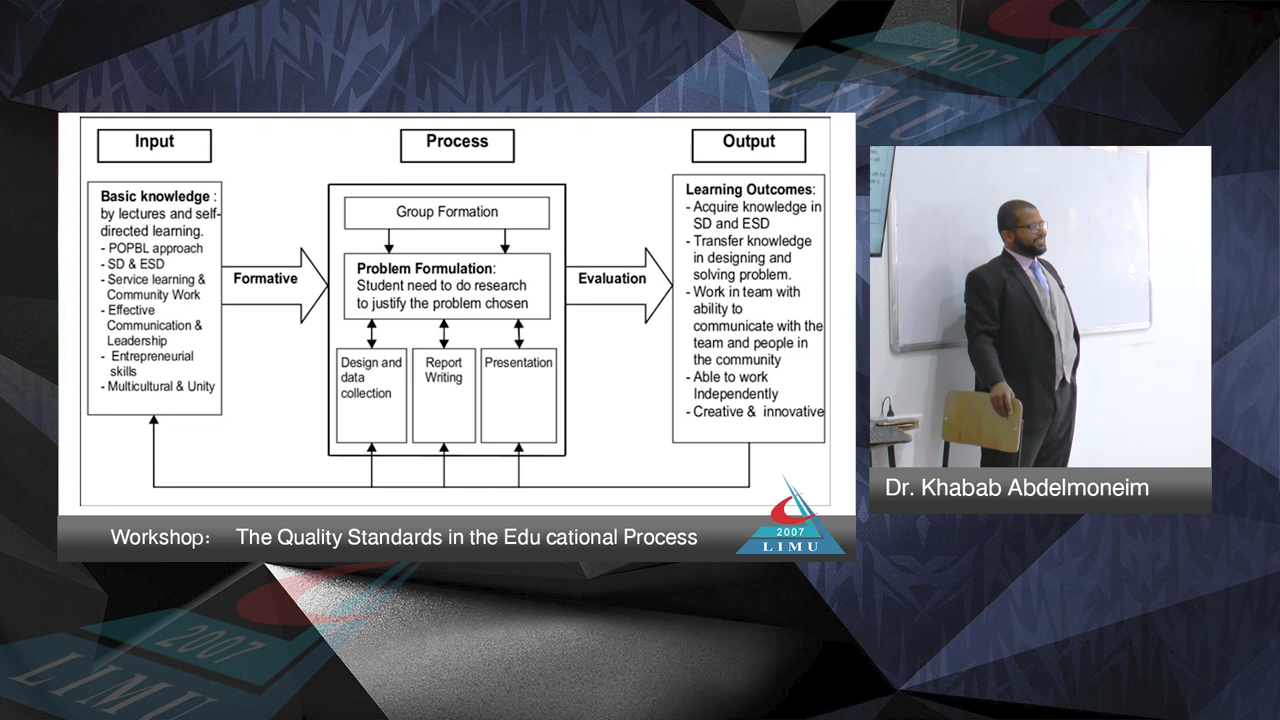 Input
Process
Output
Basic knowledge :
by lectures and self-
directed learning.
- POPBL approach
- SD & ESD
- Service learning &
Community Work
- Effective
Communication &
Leadership
- Entrepreneurial
skills
- Multicultural & Unity
Formative
Group Formation
Problem Formulation:
Student need to do research
to justify the problem chosen
Design and
data
collection
Report
Writing
Presentation
Evaluation
Learning Outcomes:
- Acquire knowledge in
SD and ESD
- Transfer knowledge
in designing and
solving problem.
- Work in team with
ability to
communicate with the
team and people in
the community
- Able to work
Independently
- Creative & innovative
Workshop: The Quality Standards in the Edu cational Process
2007
LIMU
Dr. Khabab Abdelmoneim
2007
LIMU
2007
LIMU